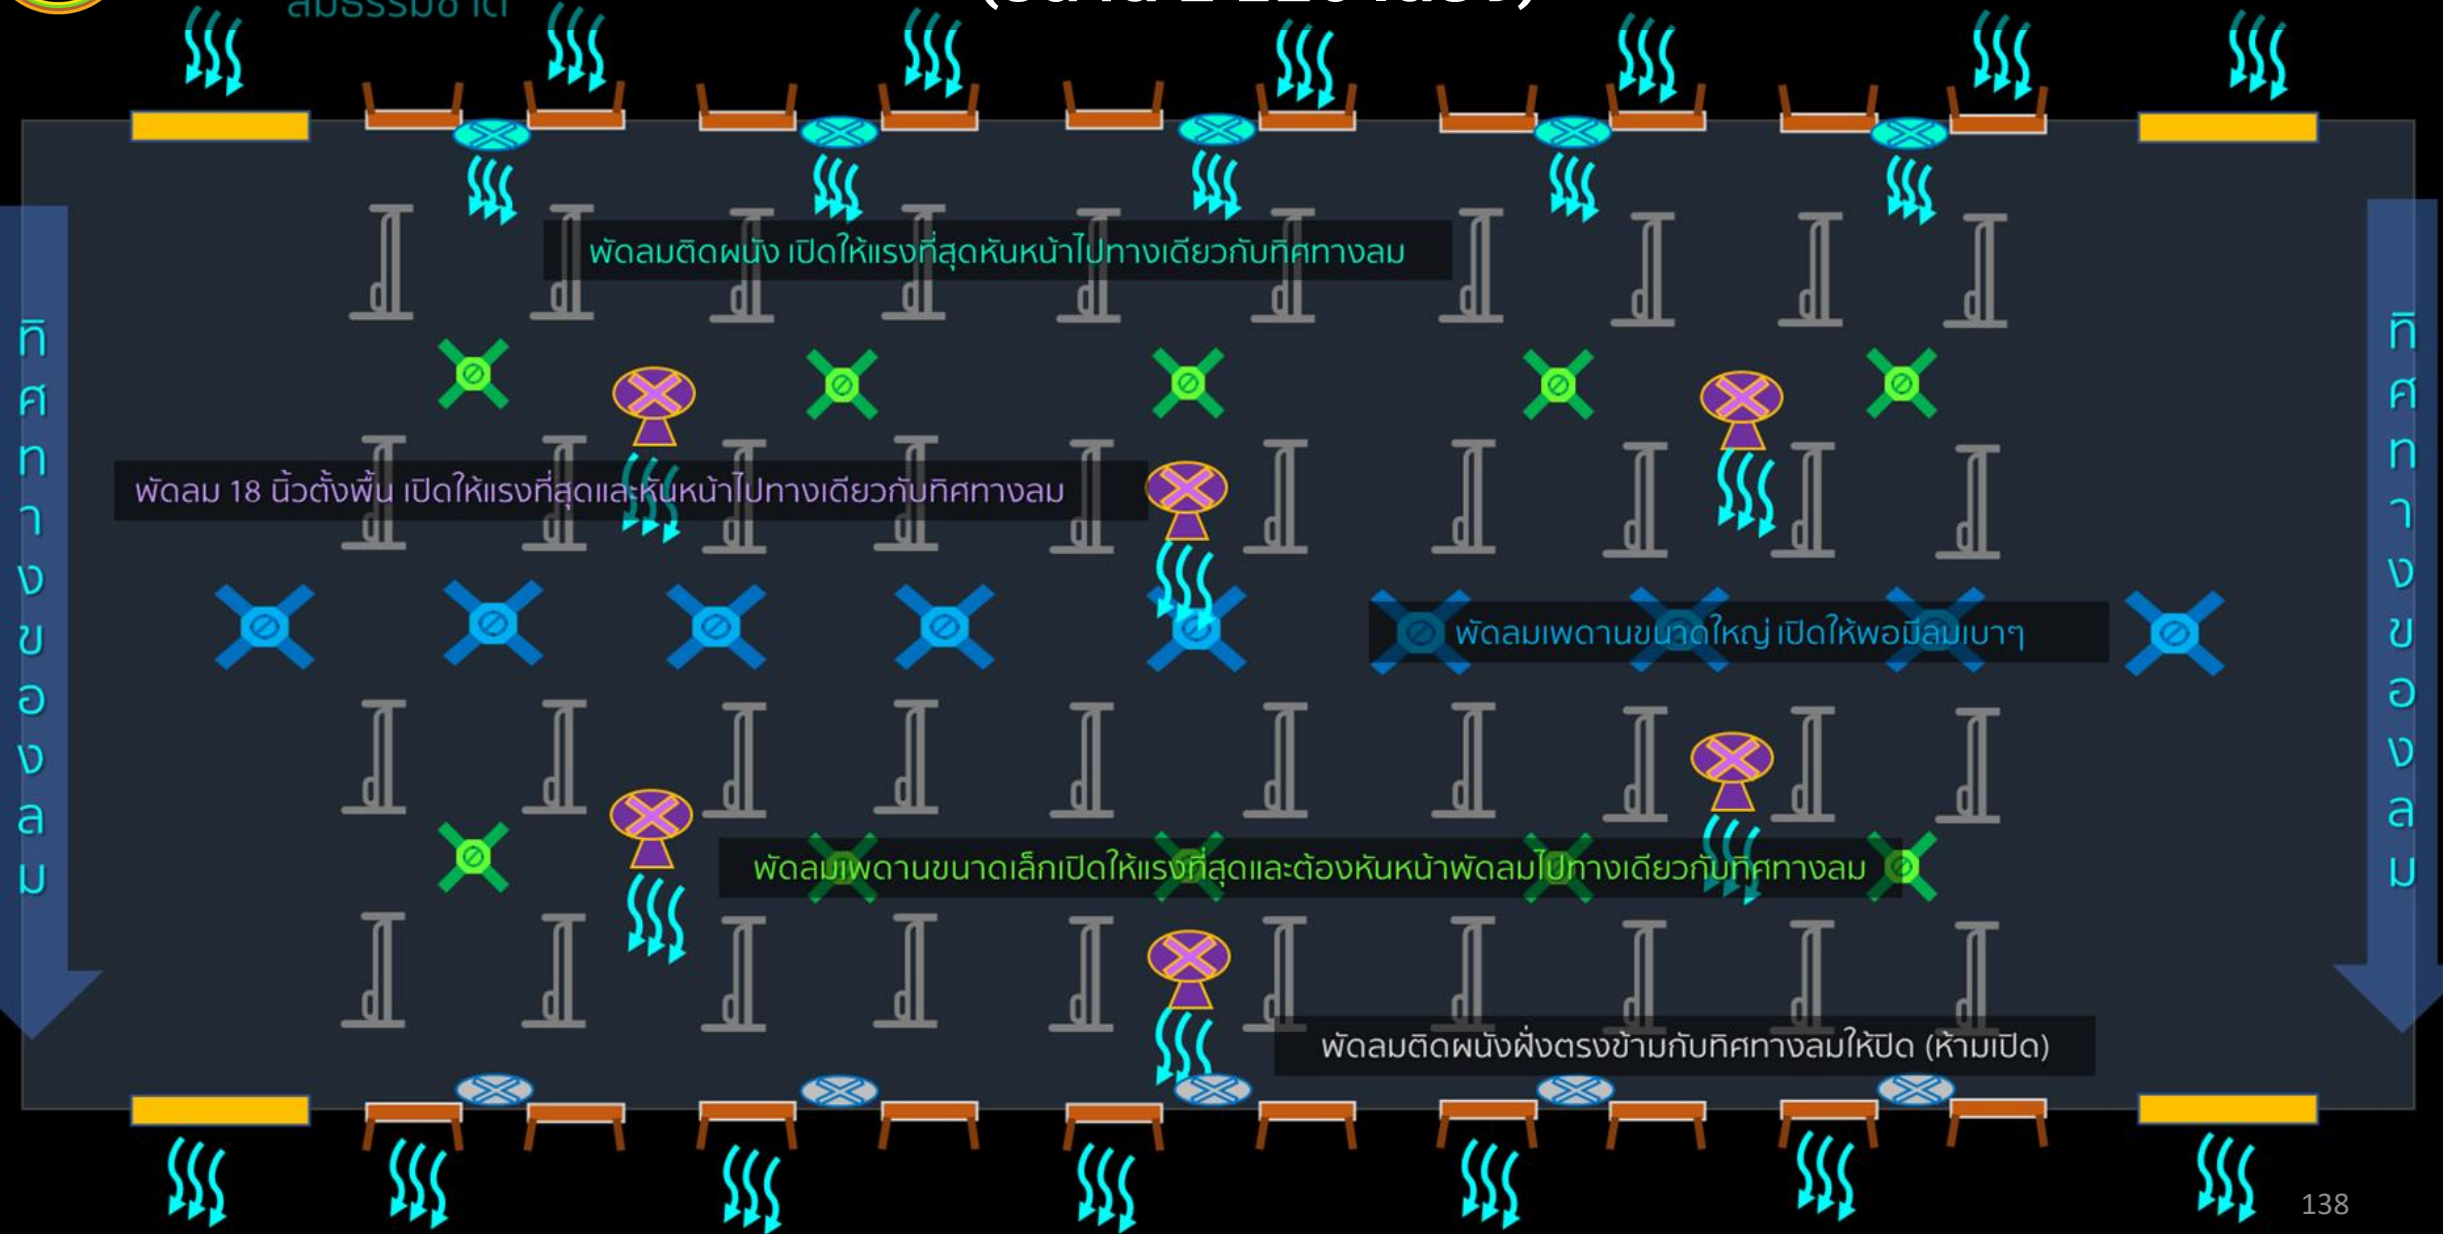 ลมธรรมชาติ
พัดลมติดผนัง เปิดให้แรงที่สุดหันหน้าไปทางเดียวกับทิศทางลม
ทิศทางของลม
ทิศทางของลม
พัดลม 18 นิ้วตั้งพื้น เปิดให้แรงที่สุดและหันหน้าไปทางเดียวกับทิศทางลม
พัดลมเพดานขนาดใหญ่ เปิดให้พอมีลมเบาๆ
พัดลมเพดานขนาดเล็กเปิดให้แรงที่สุดและต้องหันหน้าพัดลมไปทางเดียวกับทิศทางลม
พัดลมติดผนังฝั่งตรงข้ามกับทิศทางลมให้ปิด (ห้ามเปิด)
138